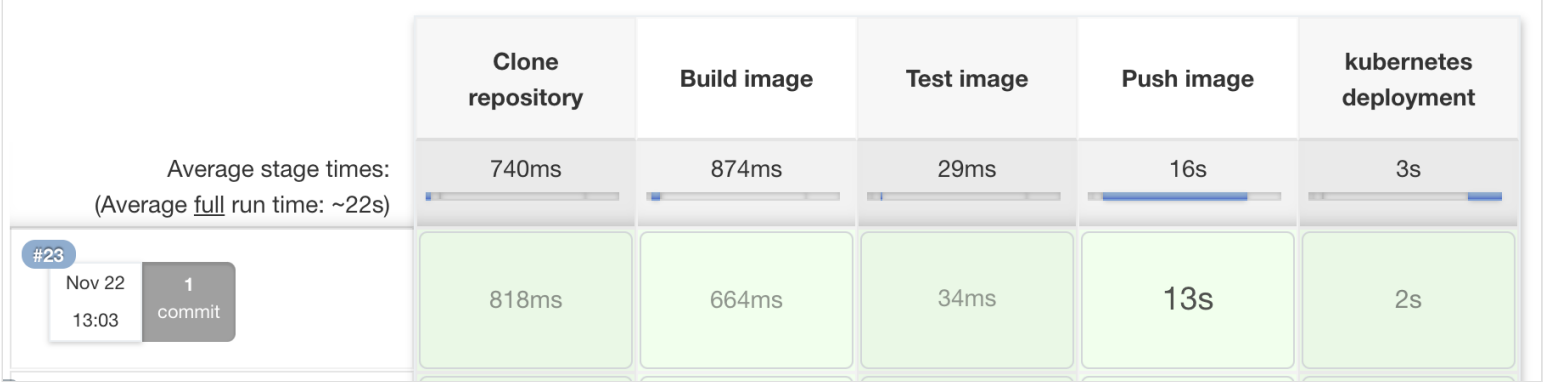 Clone
repository
Build image
Test image
Push image
kubernetes
deployment
Average stage times:
(Average full run time: ~22s)
740ms
874ms
29ms
16s
3s
#23
Nov 22
13:03
1
commit
818ms
664ms
34ms
13s
2s